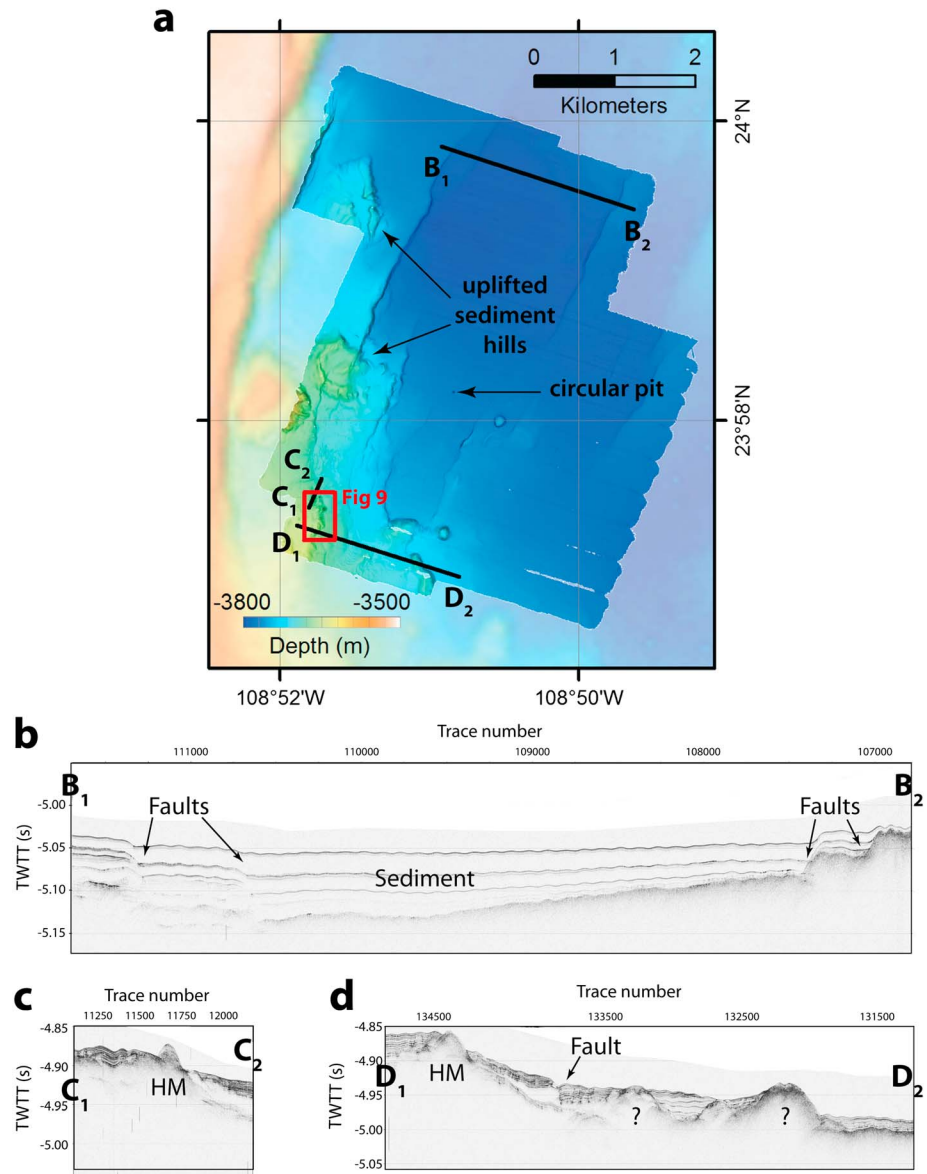 a
0 1 2
Kilometers
24°N
B1
B2
uplifted
sediment
hills
circular pit
23°58'N
C2
C1
Fig 9
D1
D2
-3800 -3500
Depth (m)
108°52'W 108°50'W
b
Trace number
111000 110000 109000 108000 107000
B1 B2
Faults Faults
-5.00
-5.05
-5.10
-5.15
TWTT (s)
Sediment
c
Trace number
11250 11500 11750 12000
-4.85
-4.90
-4.95
-5.00
TWTT (s)
C1
C2
HM
d
Trace number
134500 133500 132500 131500
-4.85
-4.90
-4.95
-5.00
-5.05
TWTT (s)
D1
D2
HM
Fault
? ?